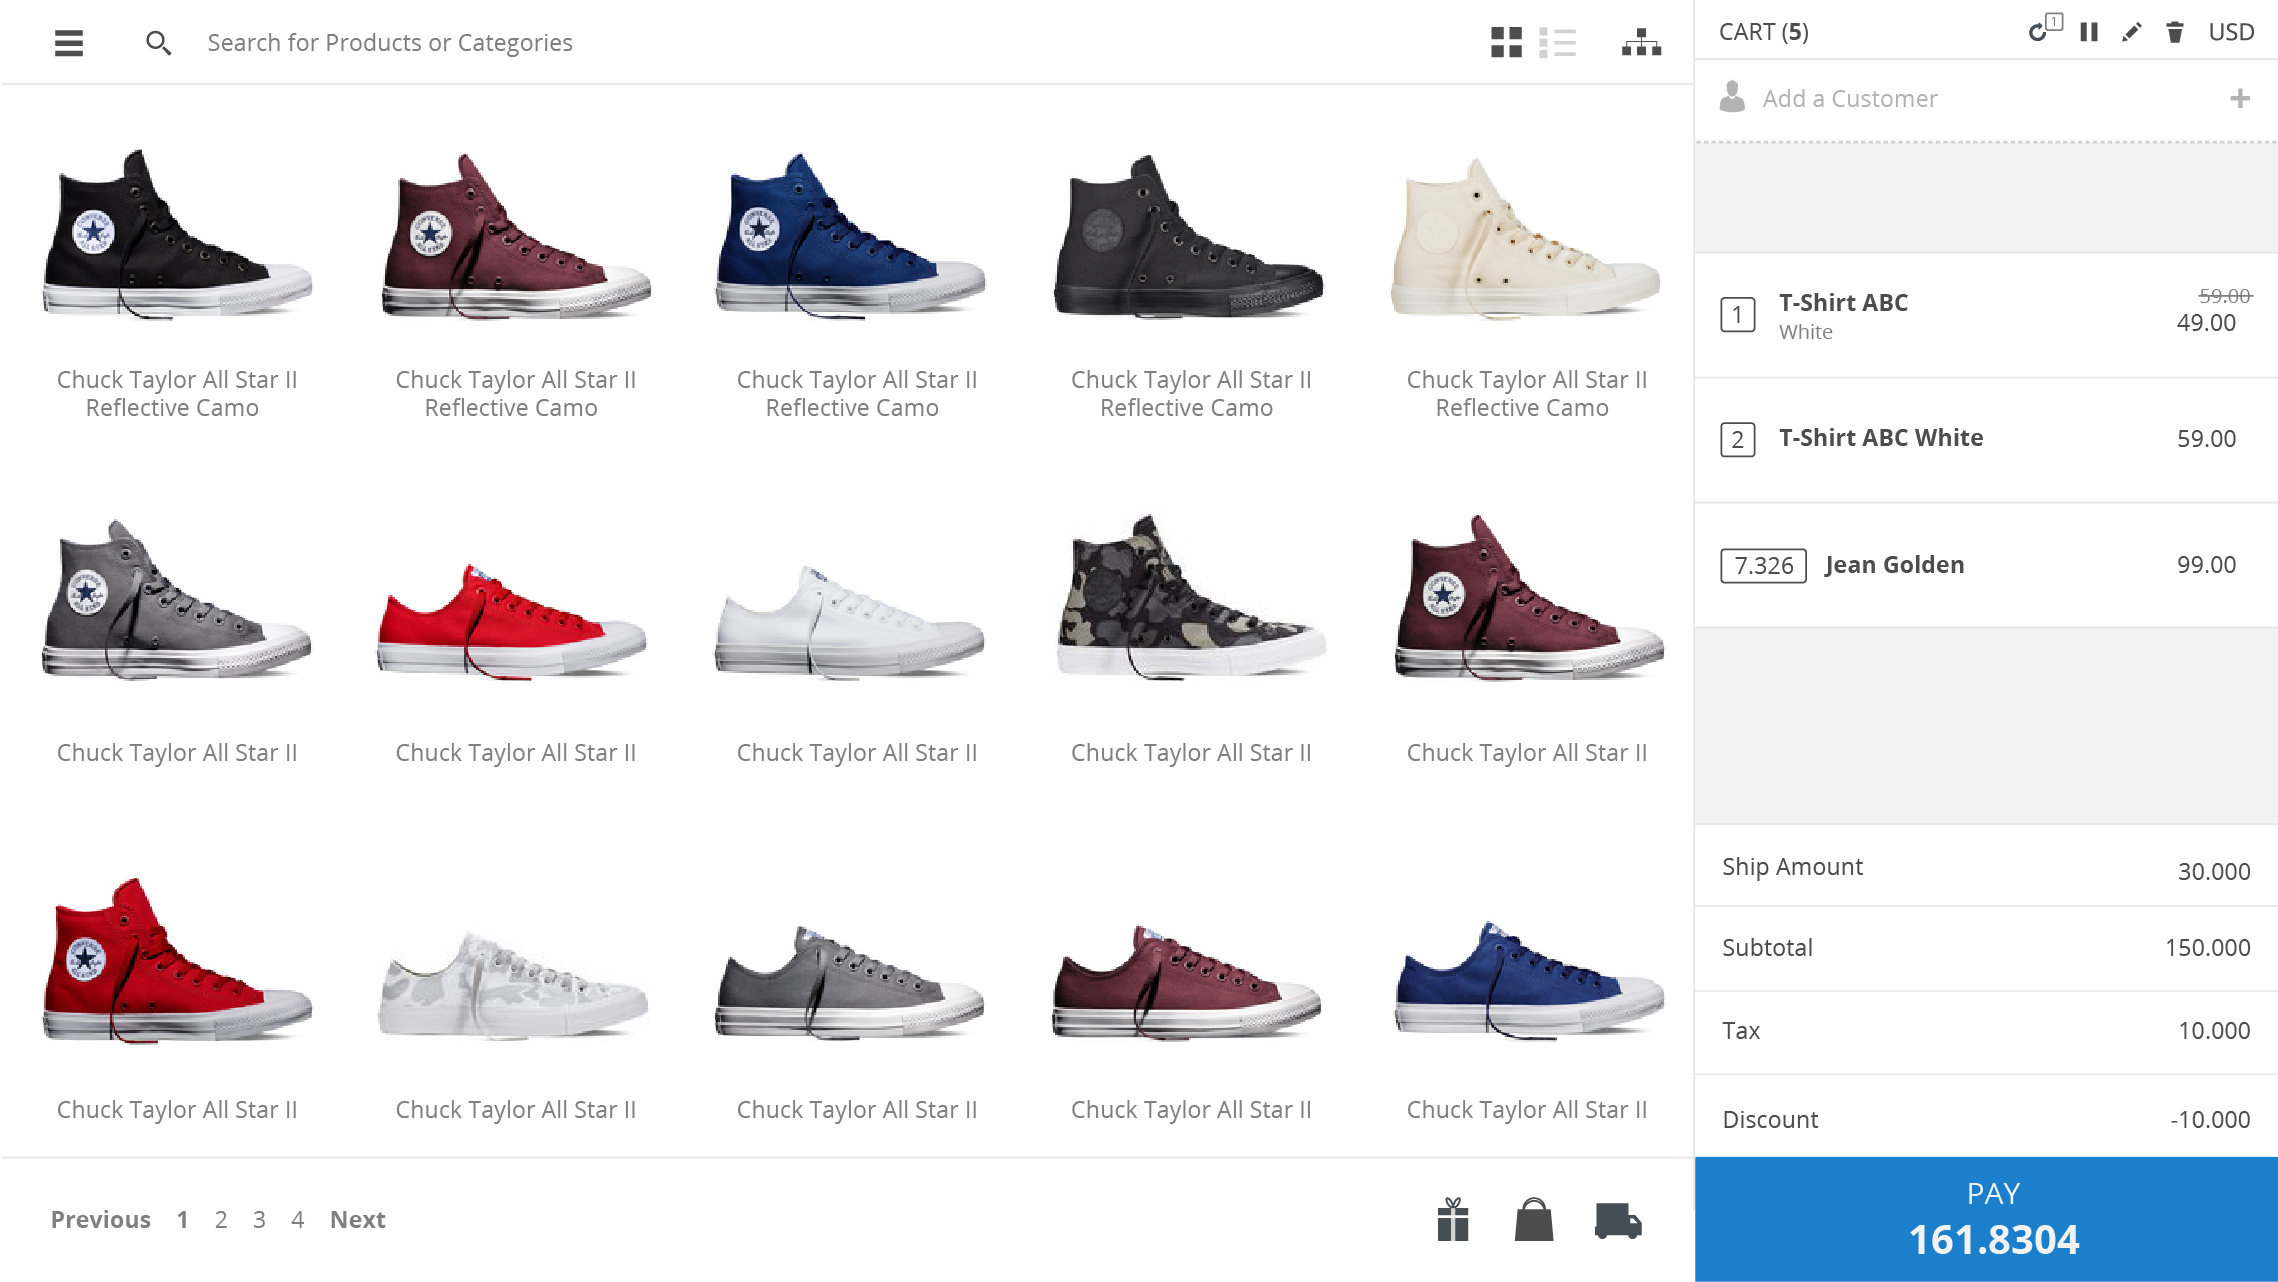 Search for Products or Categories
CART (5)
1
USD
Add a Customer
Chuck Taylor All Star II
Reflective Camo
Chuck Taylor All Star II
Reflective Camo
Chuck Taylor All Star II
Reflective Camo
Chuck Taylor All Star II
Reflective Camo
Chuck Taylor All Star II
Reflective Camo
Chuck Taylor All Star II
Chuck Taylor All Star II
Chuck Taylor All Star II
Chuck Taylor All Star II
Chuck Taylor All Star II
Chuck Taylor All Star II
Chuck Taylor All Star II
Chuck Taylor All Star II
Chuck Taylor All Star II
Chuck Taylor All Star II
Previous 1 2 3 4 Next
1 T-Shirt ABC 59.00
White 49.00
2 T-Shirt ABC White 59.00
7.326 Jean Golden 99.00
Ship Amount 30.000
Subtotal 150.000
Tax 10.000
Discount -10.000
PAY
161.8304